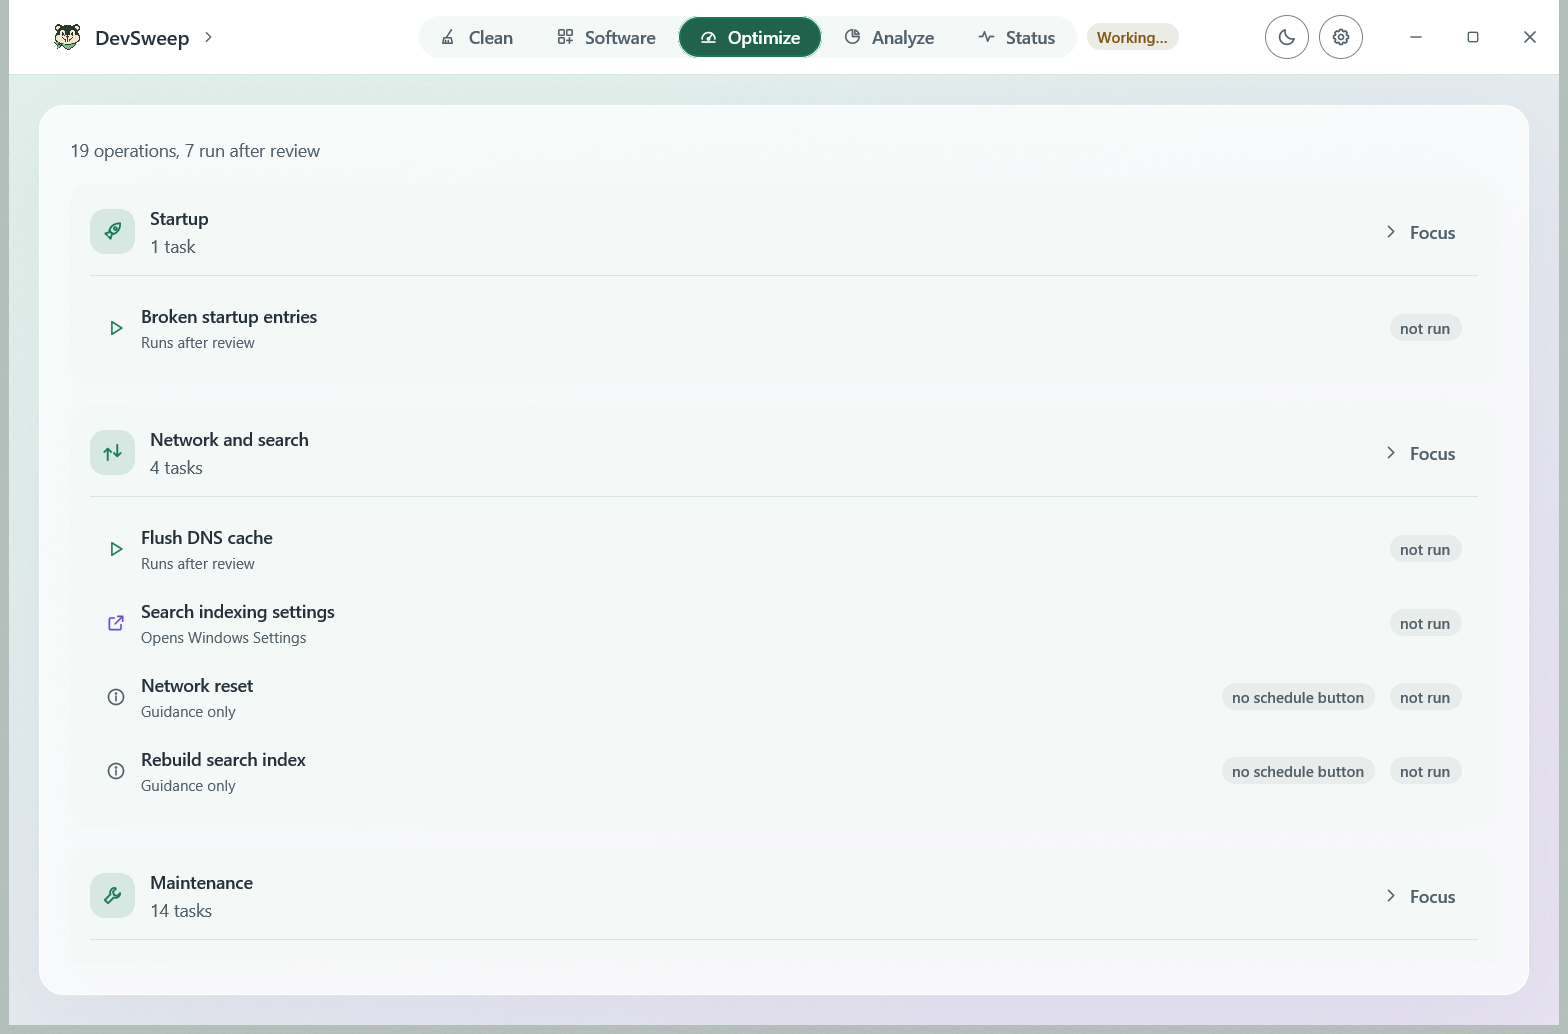 DevSweep
Clean
Software
Optimize
Analyze
Status
Working...
19 operations, 7 run after review
Startup
1 task
Focus
Broken startup entries
Runs after review
not run
Network and search
4 tasks
Focus
Flush DNS cache
Runs after review
not run
Search indexing settings
Opens Windows Settings
not run
Network reset
Guidance only
no schedule button
not run
Rebuild search index
Guidance only
no schedule button
not run
Maintenance
14 tasks
Focus